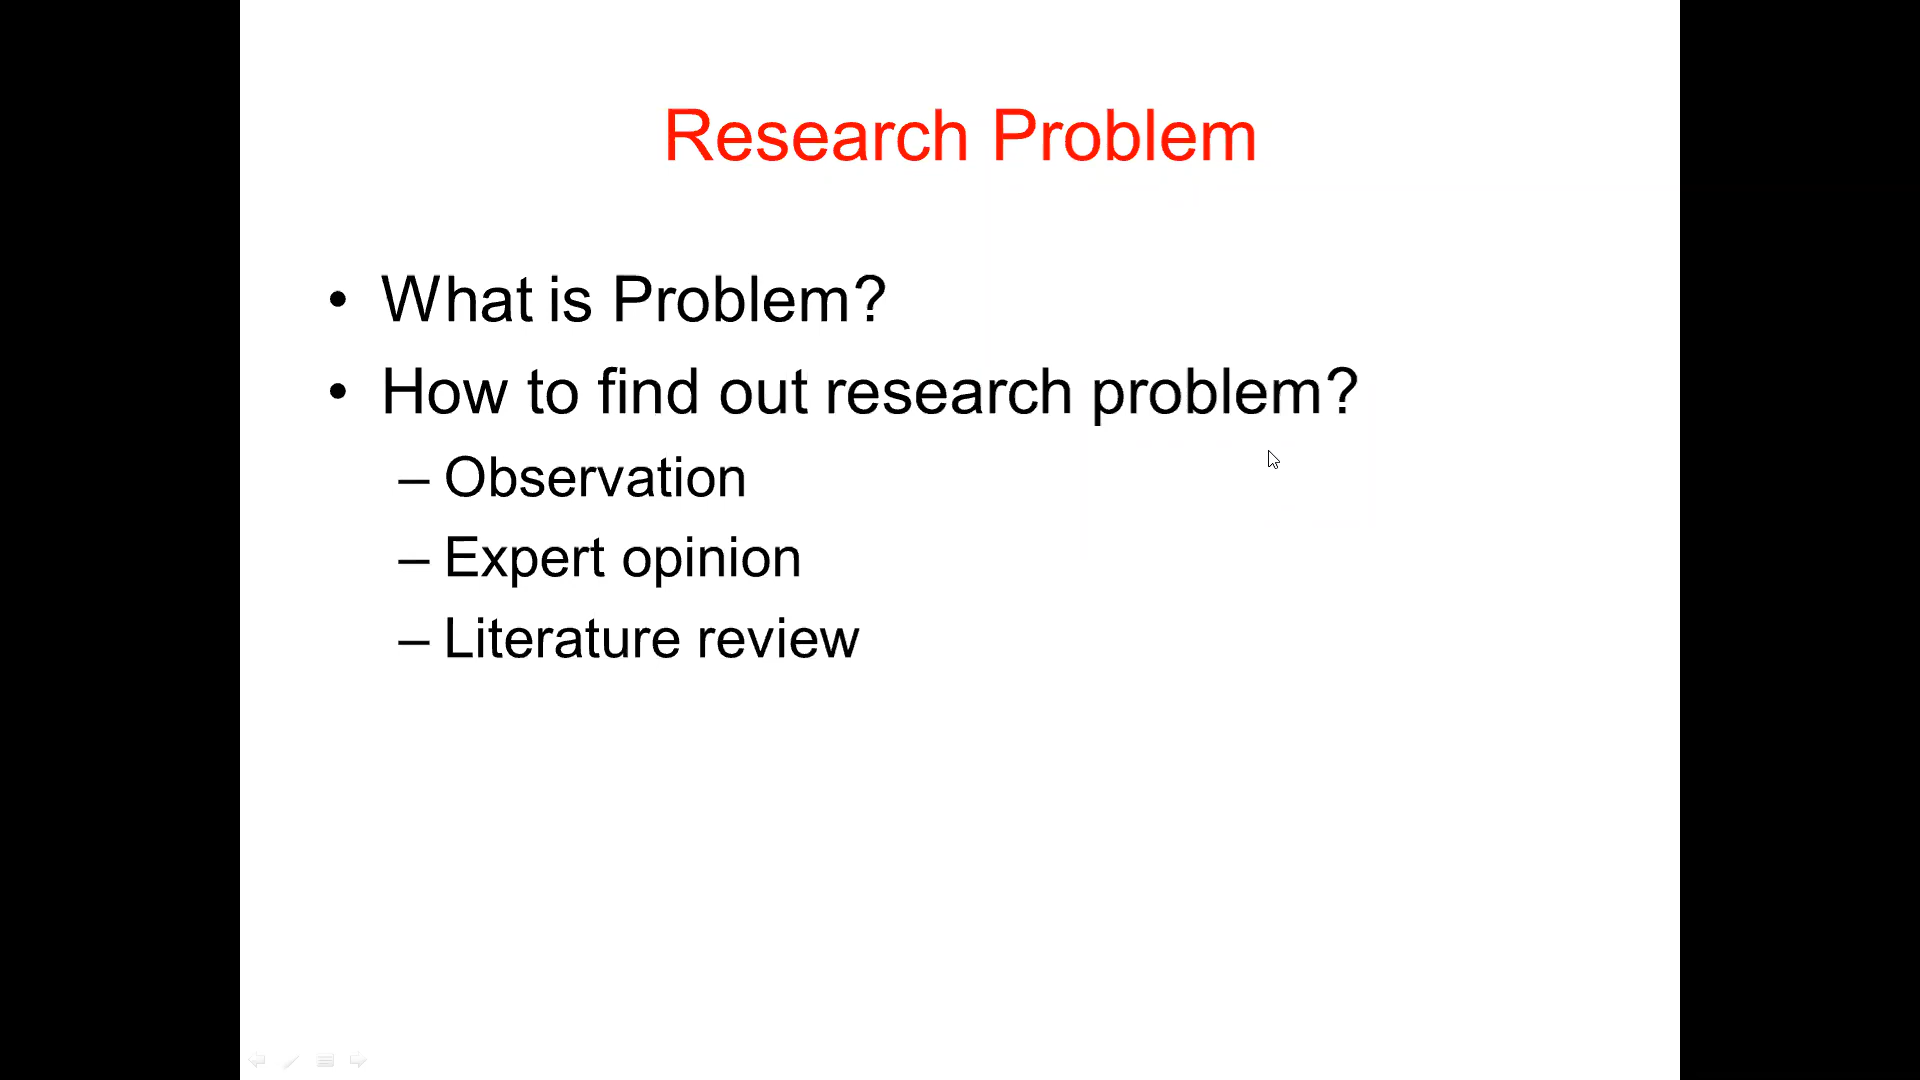 Research Problem
• What is Problem?
• How to find out research problem?
– Observation
– Expert opinion
– Literature review